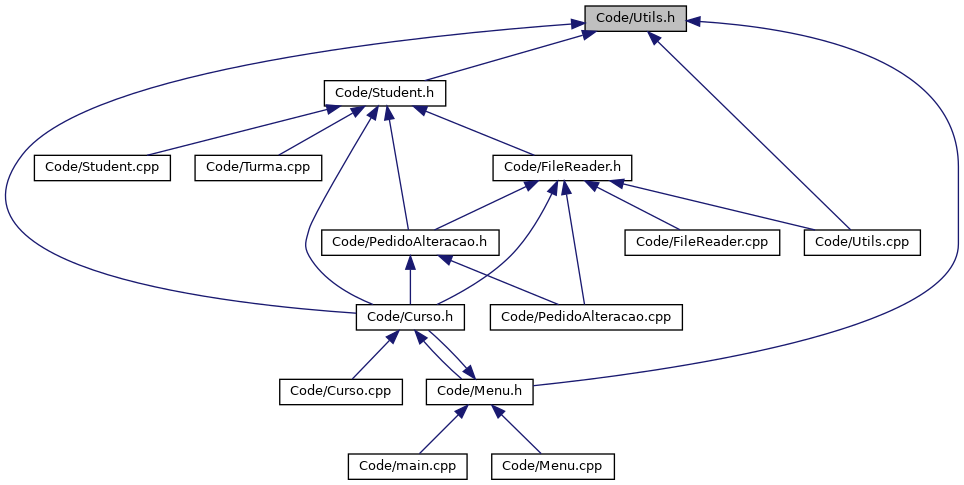 Code/Utils.h
Code/Student.h
Code/Student.cpp
Code/Turma.cpp
Code/FileReader.h
Code/PedidoAlteracao.h
Code/FileReader.cpp
Code/Utils.cpp
Code/Curso.h
Code/PedidoAlteracao.cpp
Code/Curso.cpp
Code/Menu.h
Code/main.cpp
Code/Menu.cpp